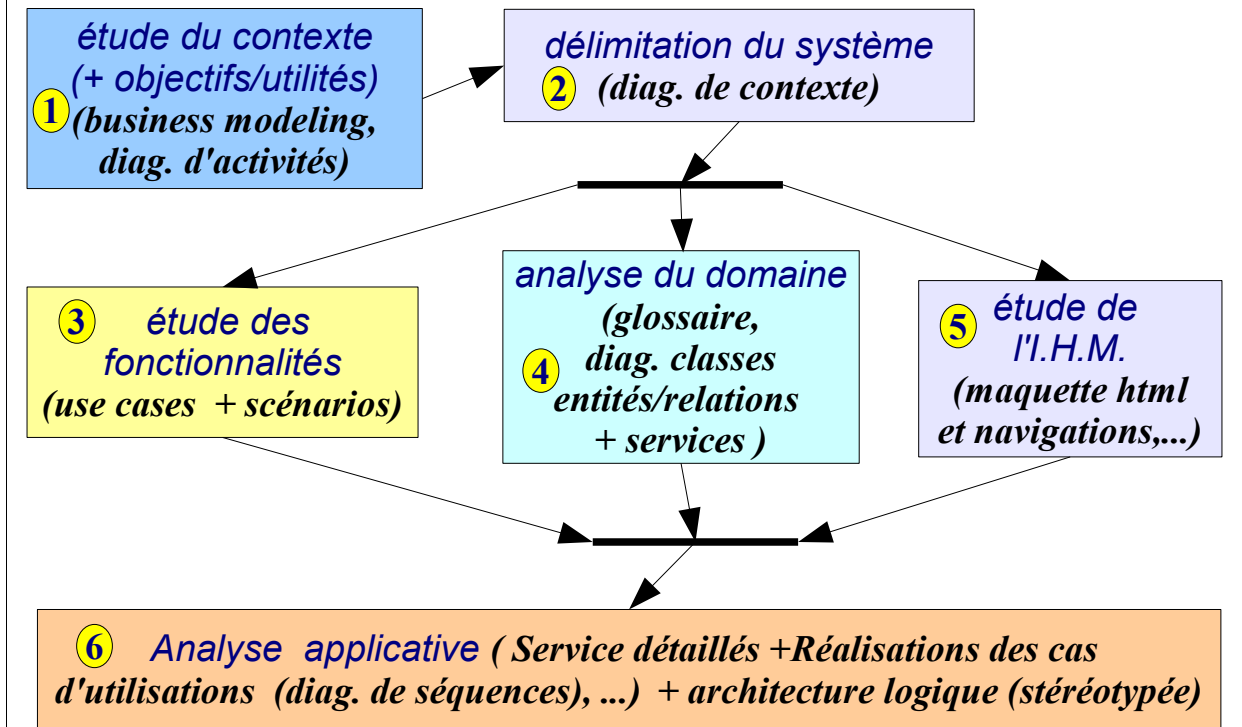 étude du contexte
(+ objectifs/utilités)
1
(business modeling,
diag. d'activités)
délimitation du système
2 (diag. de contexte)
3 étude des
fonctionnalités
(use cases + scénarios)
analyse du domaine
(glossaire,
diag. classes
4
entités/relations
+ services )
5 étude de
l'I.H.M.
(maquette html
et navigations,...)
6 Analyse applicative ( Service détaillés +Réalisations des cas
d'utilisations (diag. de séquences), ...) + architecture logique (stéréotypée)